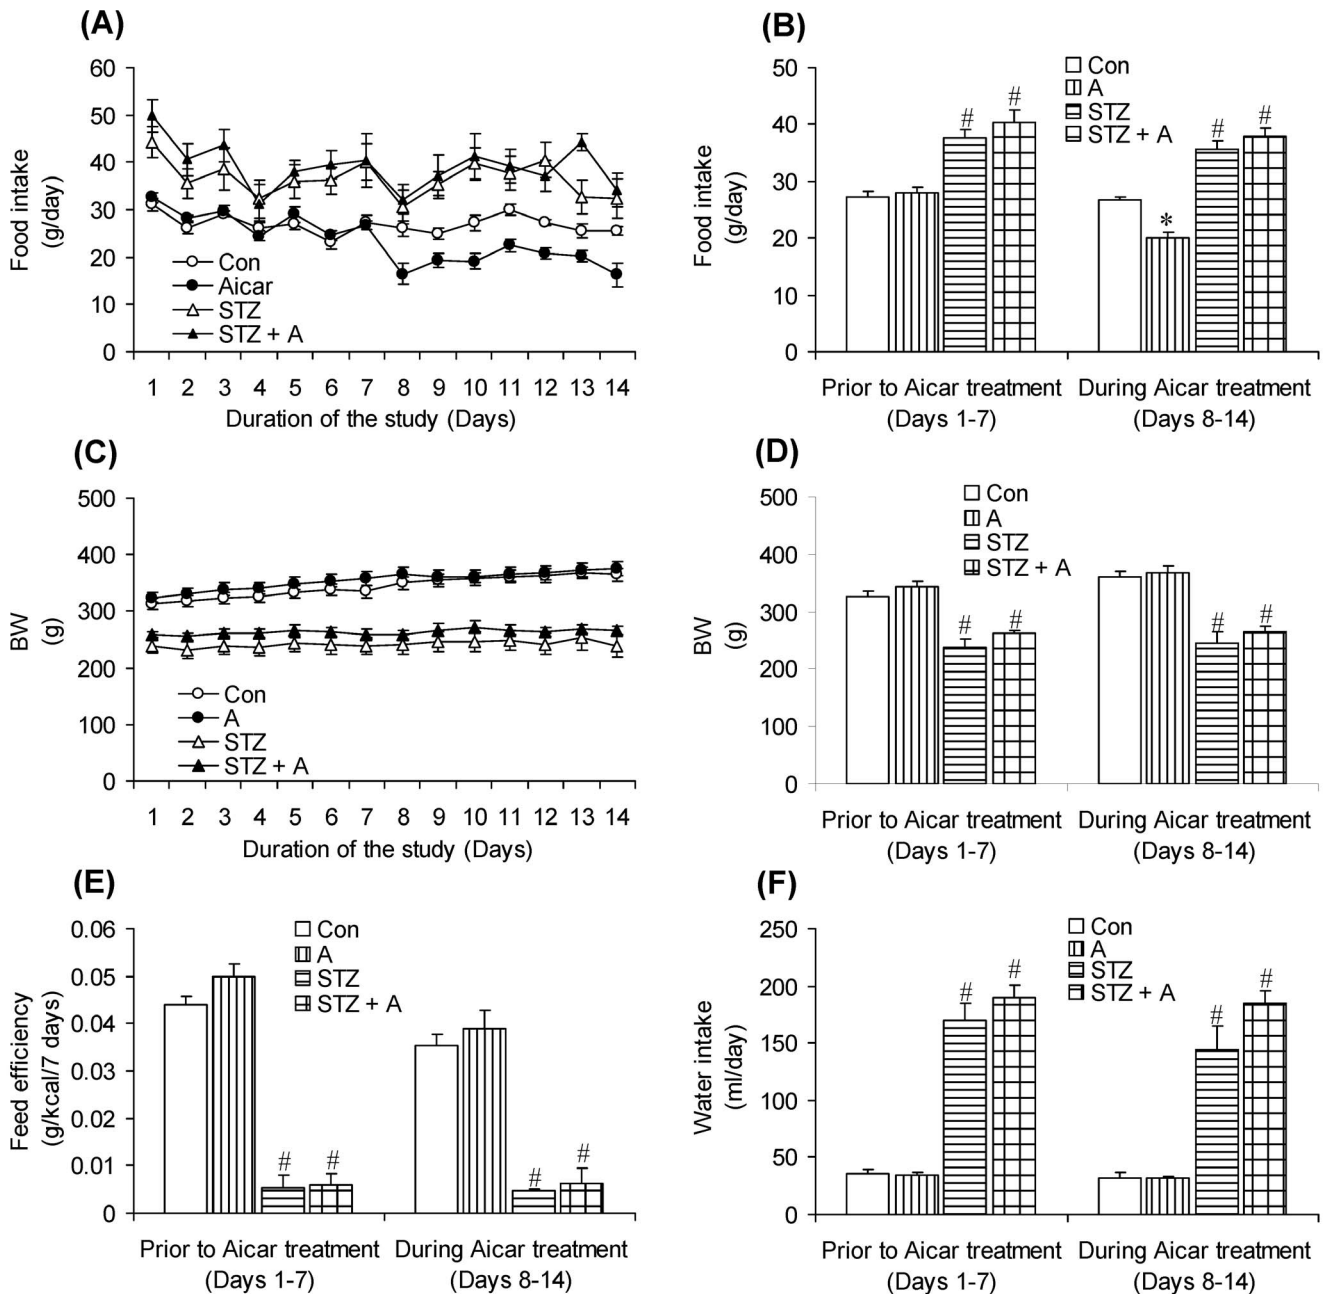 (A)
60
50
40
30
20
10
0
Food intake
(g/day)
Con
Aicar
STZ
STZ + A
1 2 3 4 5 6 7 8 9 10 11 12 13 14
Duration of the study (Days)
(B)
50
40
30
20
10
0
Food intake
(g/day)
Con
A
STZ
STZ + A
# # * # #
Prior to Aicar treatment
(Days 1-7)
During Aicar treatment
(Days 8-14)
(C)
500
400
300
200
100
0
BW
(g)
Con
A
STZ
STZ + A
1 2 3 4 5 6 7 8 9 10 11 12 13 14
Duration of the study (Days)
(D)
500
400
300
200
100
0
BW
(g)
Con
A
STZ
STZ + A
# # # #
Prior to Aicar treatment
(Days 1-7)
During Aicar treatment
(Days 8-14)
(E)
0.06
0.05
0.04
0.03
0.02
0.01
0
Feed efficiency
(g/kcal/7 days)
Con
A
STZ
STZ + A
# # # #
Prior to Aicar treatment
(Days 1-7)
During Aicar treatment
(Days 8-14)
(F)
250
200
150
100
50
0
Water intake
(ml/day)
Con
A
STZ
STZ + A
# # # #
Prior to Aicar treatment
(Days 1-7)
During Aicar treatment
(Days 8-14)